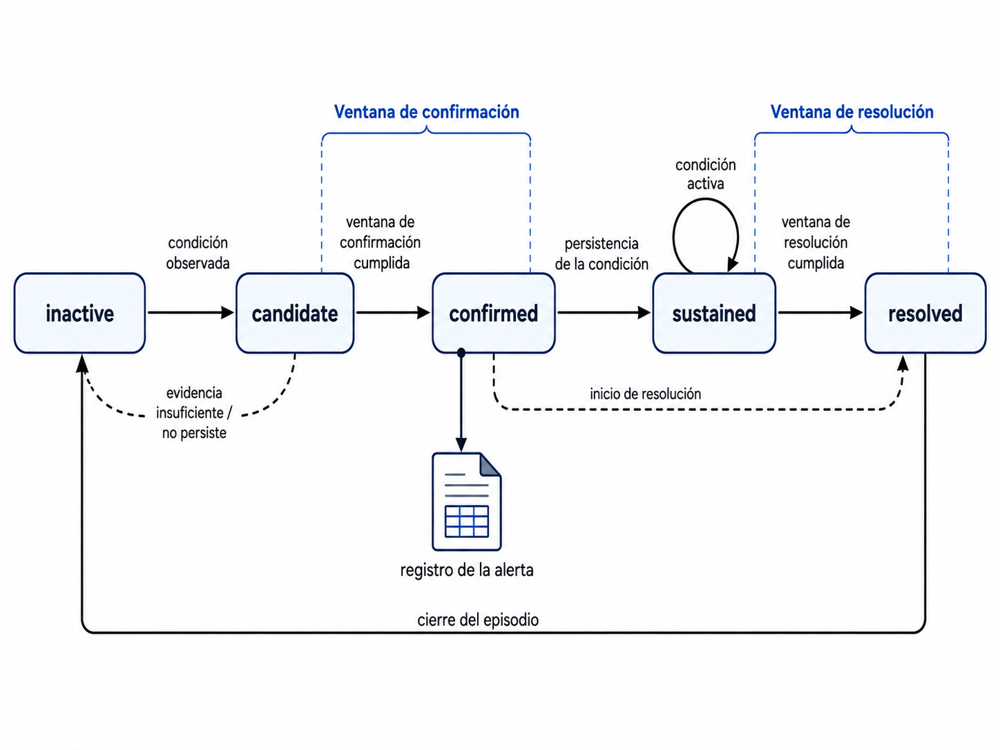 Ventana de confirmación
Ventana de resolución
condición
activa
ventana de
confirmación
cumplida
ventana de
resolución
cumplida
condición
observada
persistencia
de la condición
inactive
candidate
confirmed
sustained
resolved
evidencia
insuficiente /
no persiste
inicio de resolución
registro de la alerta
cierre del episodio